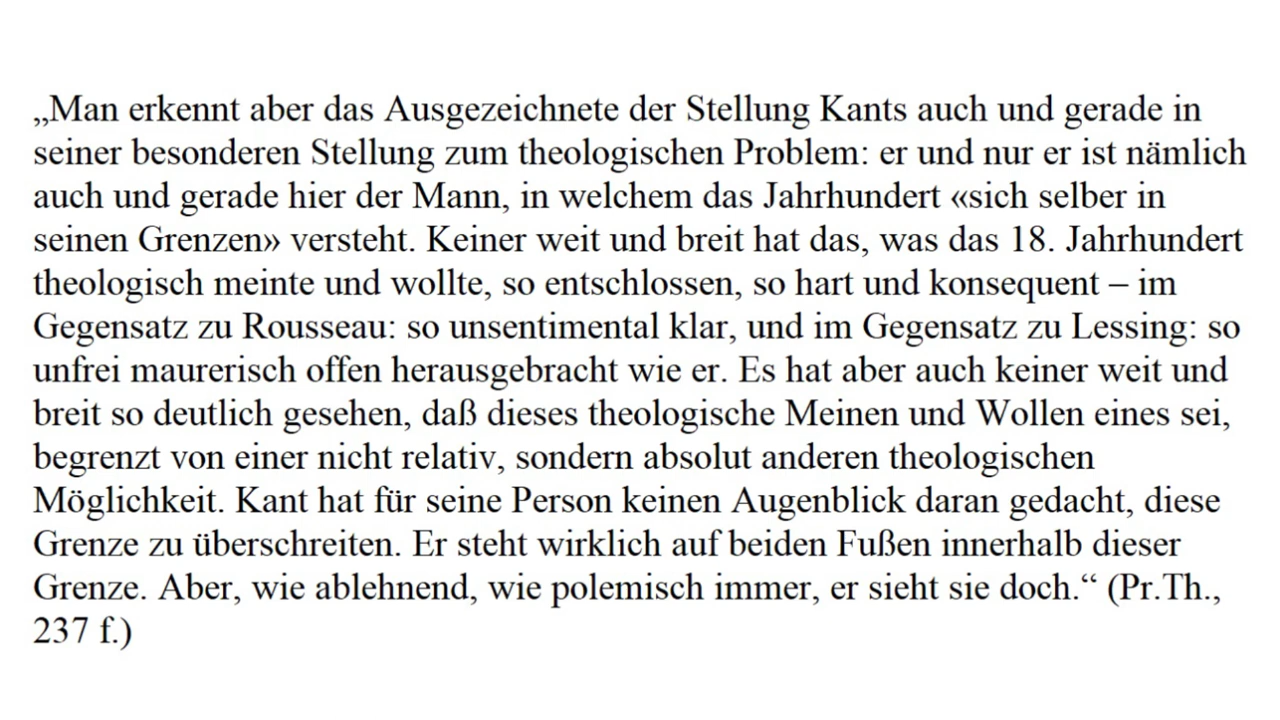 „Man erkennt aber das Ausgezeichnete der Stellung Kants auch und gerade in
seiner besonderen Stellung zum theologischen Problem: er und nur er ist nämlich
auch und gerade hier der Mann, in welchem das Jahrhundert «sich selber in
seinen Grenzen» versteht. Keiner weit und breit hat das, was das 18. Jahrhundert
theologisch meinte und wollte, so entschlossen, so hart und konsequent – im
Gegensatz zu Rousseau: so unsentimental klar, und im Gegensatz zu Lessing: so
unfrei maurerisch offen herausgebracht wie er. Es hat aber auch keiner weit und
breit so deutlich gesehen, daß dieses theologische Meinen und Wollen eines sei,
begrenzt von einer nicht relativ, sondern absolut anderen theologischen
Möglichkeit. Kant hat für seine Person keinen Augenblick daran gedacht, diese
Grenze zu überschreiten. Er steht wirklich auf beiden Fußen innerhalb dieser
Grenze. Aber, wie ablehnend, wie polemisch immer, er sieht sie doch.“ (Pr.Th.,
237 f.)